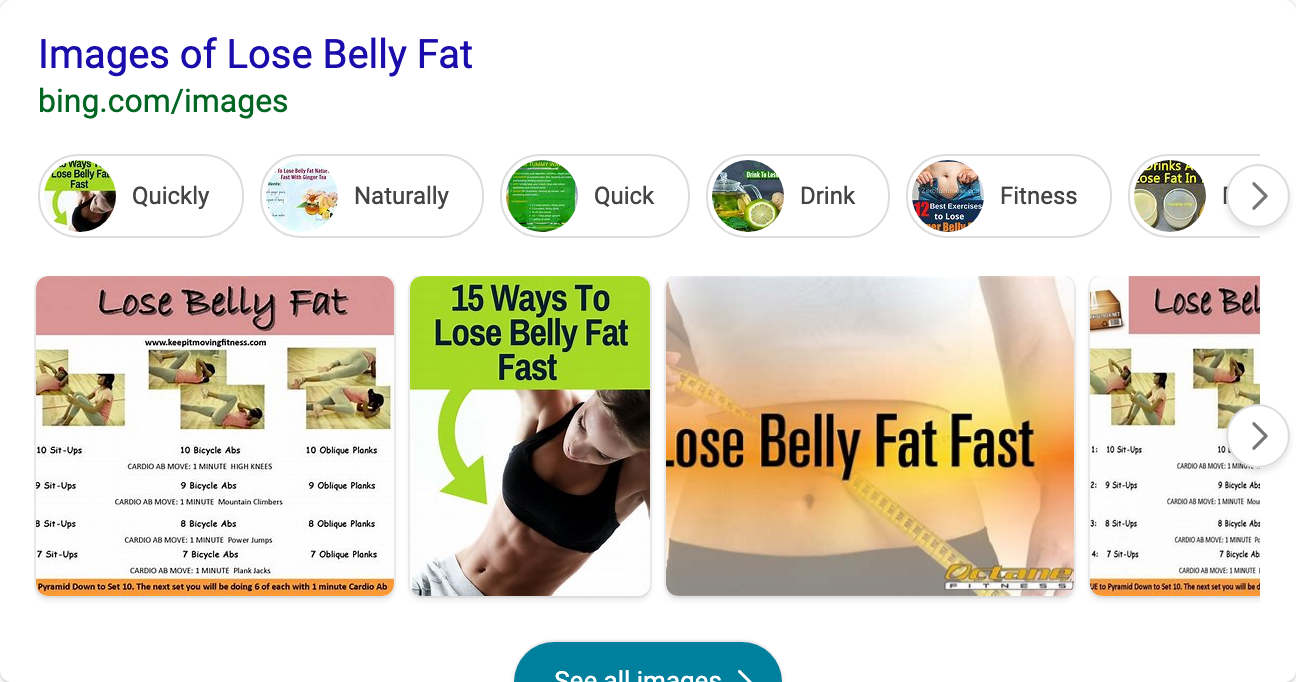 Images of Lose Belly Fat
bing.com/images
Ways T
Lose Belly Fat
Fast
Quickly
To Lose Belly Fat Natur
Fast With Ginger Tea
Naturally
TUMMY WA
Quick
Drink To Los
Drink
12 Best Exercises
to Lose
er Belly
Fitness
Drinks A
ose Fat In
Lose Belly Fat
www.keepitmovingfitness.com
10 Sit-Ups 10 Bicycle Abs 10 Oblique Planks
CARDIO AB MOVE: 1 MINUTE HIGH KNEES
9 Sit-Ups 9 Bicycle Abs 9 Oblique Planks
CARDIO AB MOVE: 1 MINUTE Mountain Climbers
8 Sit-Ups 8 Bicycle Abs 8 Oblique Planks
CARDIO AB MOVE: 1 MINUTE Power Jumps
7 Sit-Ups 7 Bicycle Abs 7 Oblique Planks
CARDIO AB MOVE: 1 MINUTE Plank Jacks
Pyramid Down to Set 10. The next set you will be doing 6 of each with 1 minute Cardio Ab
15 Ways To
Lose Belly Fat
Fast
Lose Belly Fat Fast
Octane
FITNESS
Lose Bel
1: 10 Sit-Ups 10
CARDIO AB MOVE: 1 MINU
2: 9 Sit-Ups 9 Bicycle Abs
CARDIO AB MOVE: 1 MINUTE Mou
3: 8 Sit-Ups 8 Bicycle Abs
CARDIO AB MOVE: 1 MINUTE Po
4: 7 Sit-Ups 7 Bicycle Ab
CARDIO AB MOVE: 1 MINUTE
UE to Pyramid Down to Set 10. The next set you will be d
See all images